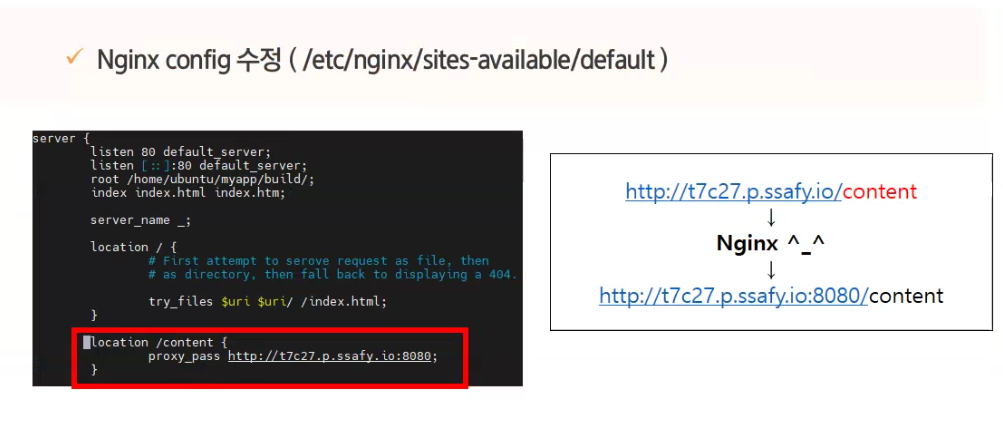 ✓ Nginx config 수정 ( /etc/nginx/sites-available/default )
server {
listen 80 default_server;
listen [::]:80 default_server;
root /home/ubuntu/myapp/build/;
index index.html index.htm;
server_name _;
location / {
# First attempt to serove request as file, then
# as directory, then fall back to displaying a 404.
try_files $uri $uri/ /index.html;
}
location /content {
proxy_pass http://t7c27.p.ssafy.io:8080;
}
http://t7c27.p.ssafy.io/content
↓
Nginx ^_^
↓
http://t7c27.p.ssafy.io:8080/content